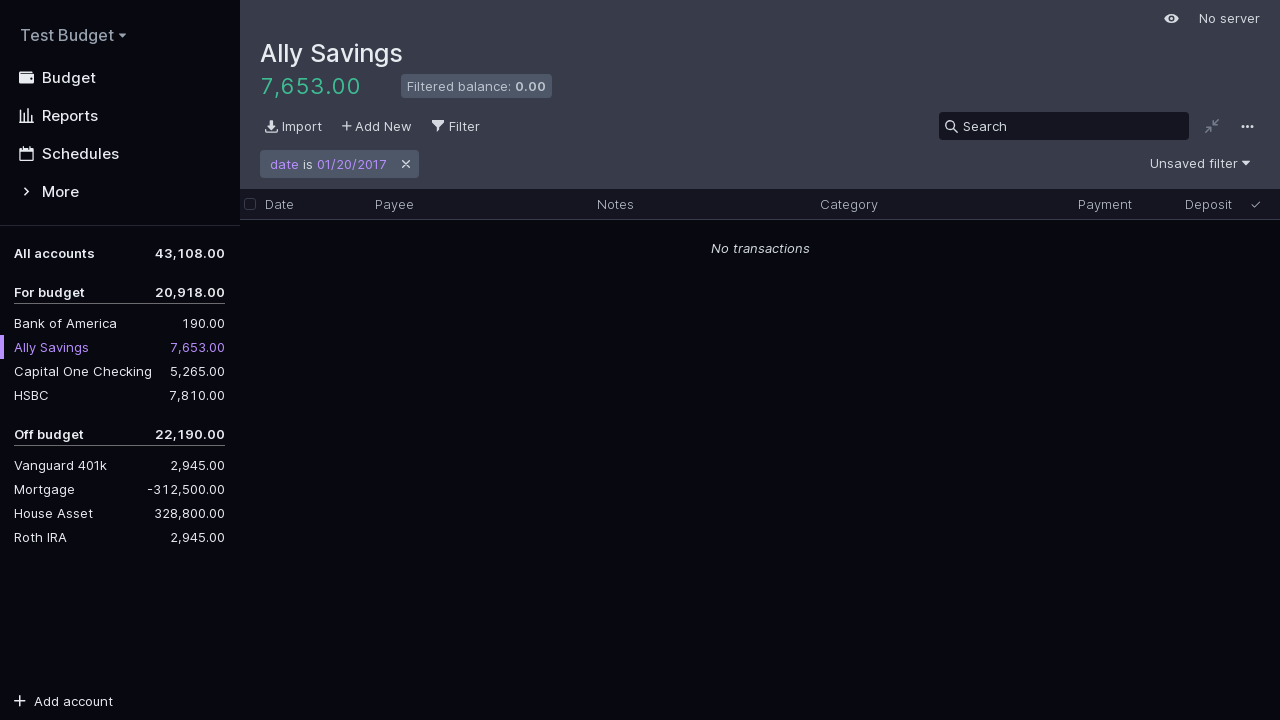 Test Budget
Budget
Reports
Schedules
More
All accounts 43,108.00
For budget 20,918.00
Bank of America 190.00
Ally Savings 7,653.00
Capital One Checking 5,265.00
HSBC 7,810.00
Off budget 22,190.00
Vanguard 401k 2,945.00
Mortgage -312,500.00
House Asset 328,800.00
Roth IRA 2,945.00
Add account
No server
Ally Savings
7,653.00 Filtered balance: 0.00
Import Add New Filter Search
date is 01/20/2017 Unsaved filter
Date Payee Notes Category Payment Deposit
No transactions